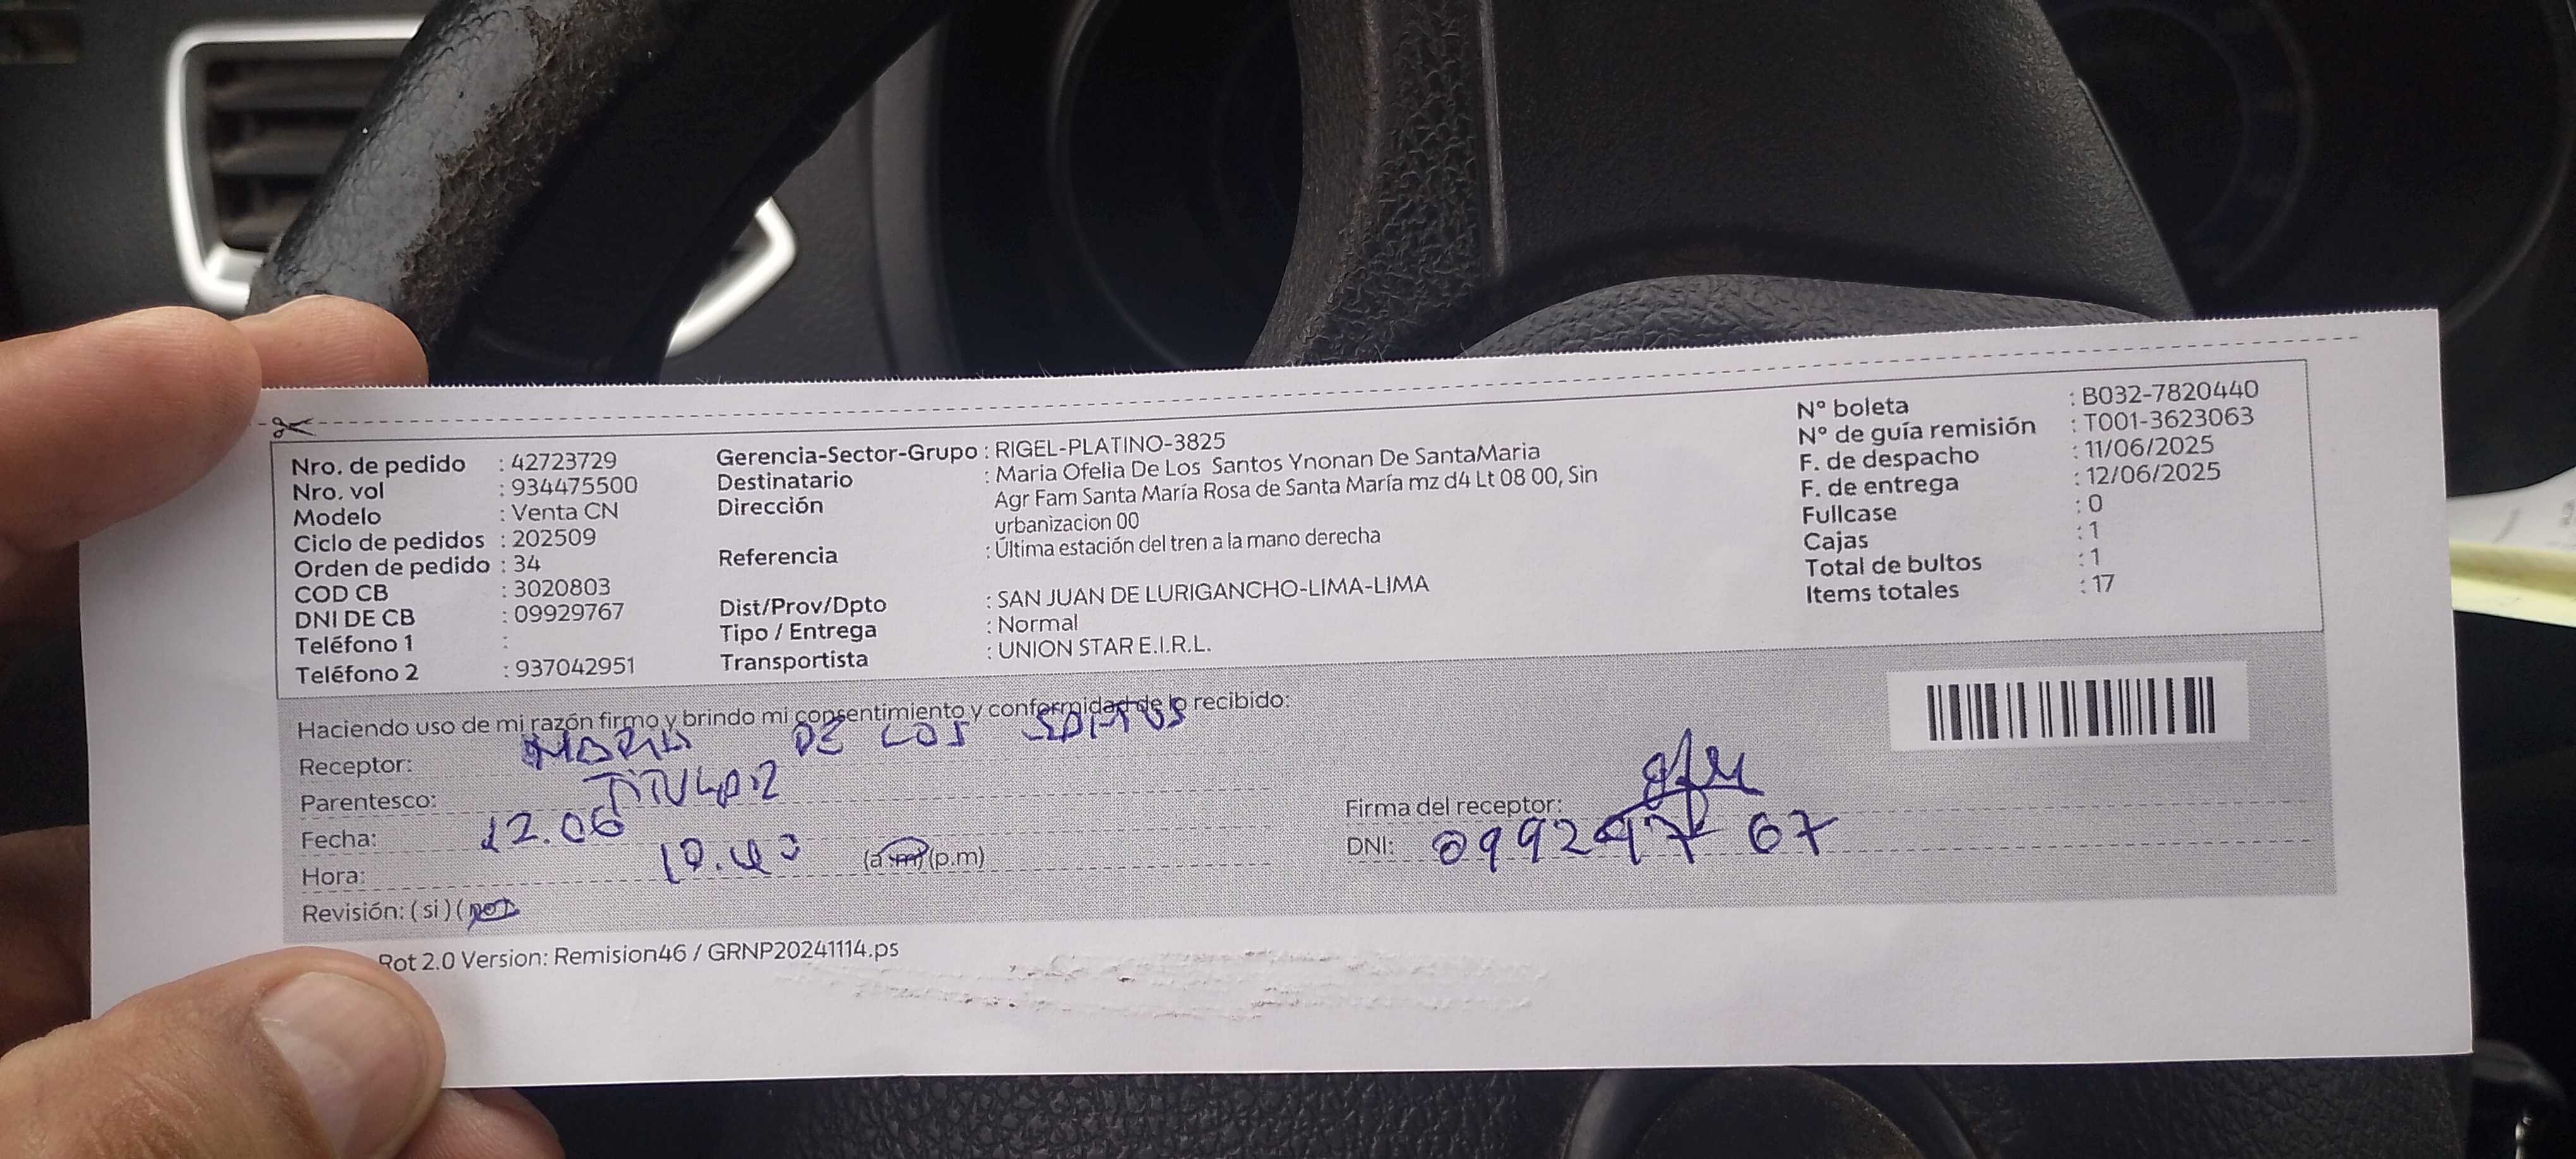 Nro. de pedido : 42723729
Nro. vol : 934475500
Modelo : Venta CN
Ciclo de pedidos : 202509
Orden de pedido : 34
COD CB : 3020803
DNI DE CB : 09929767
Teléfono 1 :
Teléfono 2 : 937042951
Gerencia-Sector-Grupo : RIGEL-PLATINO-3825
Destinatario : Maria Ofelia De Los Santos Ynonan De SantaMaria
Dirección Agr Fam Santa María Rosa de Santa María mz d4 Lt 08 00, Sin
urbanizacion 00
Referencia : Última estación del tren a la mano derecha
Dist/Prov/Dpto : SAN JUAN DE LURIGANCHO-LIMA-LIMA
Tipo / Entrega : Normal
Transportista : UNION STAR E.I.R.L.
N° boleta : B032-7820440
N° de guía remisión : T001-3623063
F. de despacho : 11/06/2025
F. de entrega : 12/06/2025
Fullcase : 0
Cajas : 1
Total de bultos : 1
Items totales : 17
Haciendo uso de mi razón firmo y brindo mi consentimiento y conformidad de lo recibido:
Receptor: MARIA DE LOS SANTOS
Parentesco: TITULAR
Fecha: 12.06
Hora: 10.40 (a.m) (p.m)
Revisión: ( si ) (no)
Firma del receptor:
DNI:
Rot 2.0 Version: Remision46 / GRNP20241114.ps